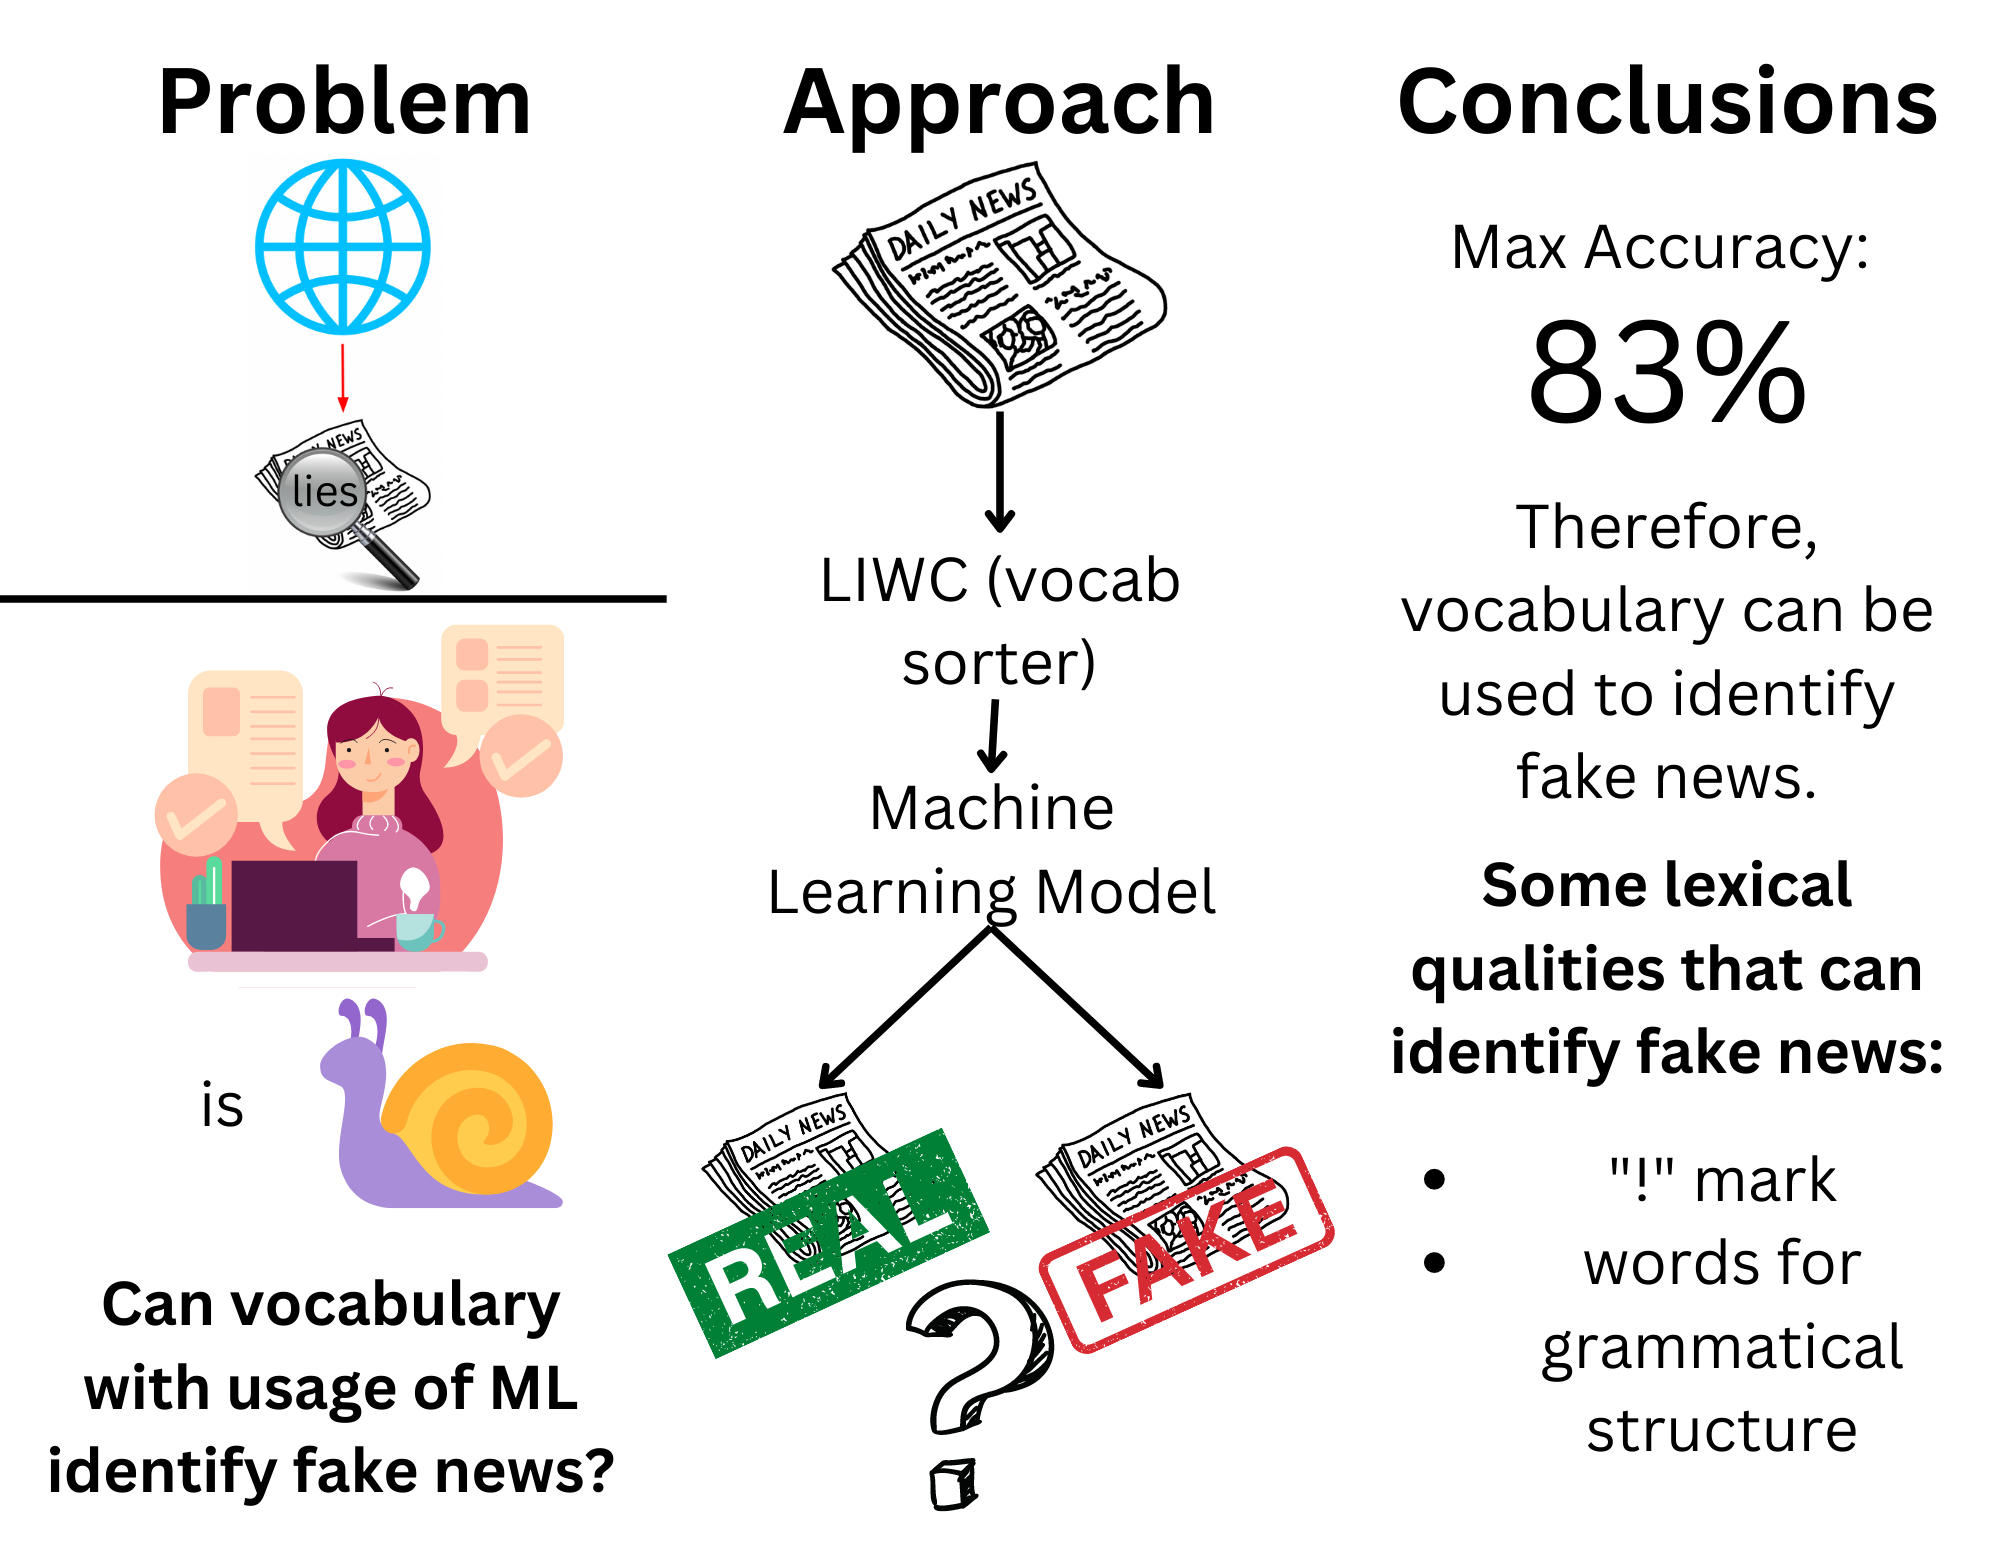 Problem
DAILY NEWS
lies
is
Can vocabulary
with usage of ML
identify fake news?
Approach
DAILY NEWS
LIWC (vocab
sorter)
Machine
Learning Model
DAILY NEWS
REAL
DAILY NEWS
FAKE
?
Conclusions
Max Accuracy:
83%
Therefore,
vocabulary can be
used to identify
fake news.
Some lexical
qualities that can
identify fake news:
• "!" mark
• words for
grammatical
structure